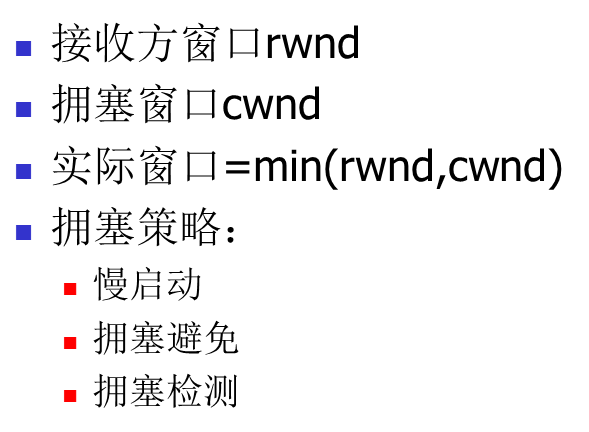 接收方窗口rwnd
拥塞窗口cwnd
实际窗口=min(rwnd,cwnd)
拥塞策略：
慢启动
拥塞避免
拥塞检测